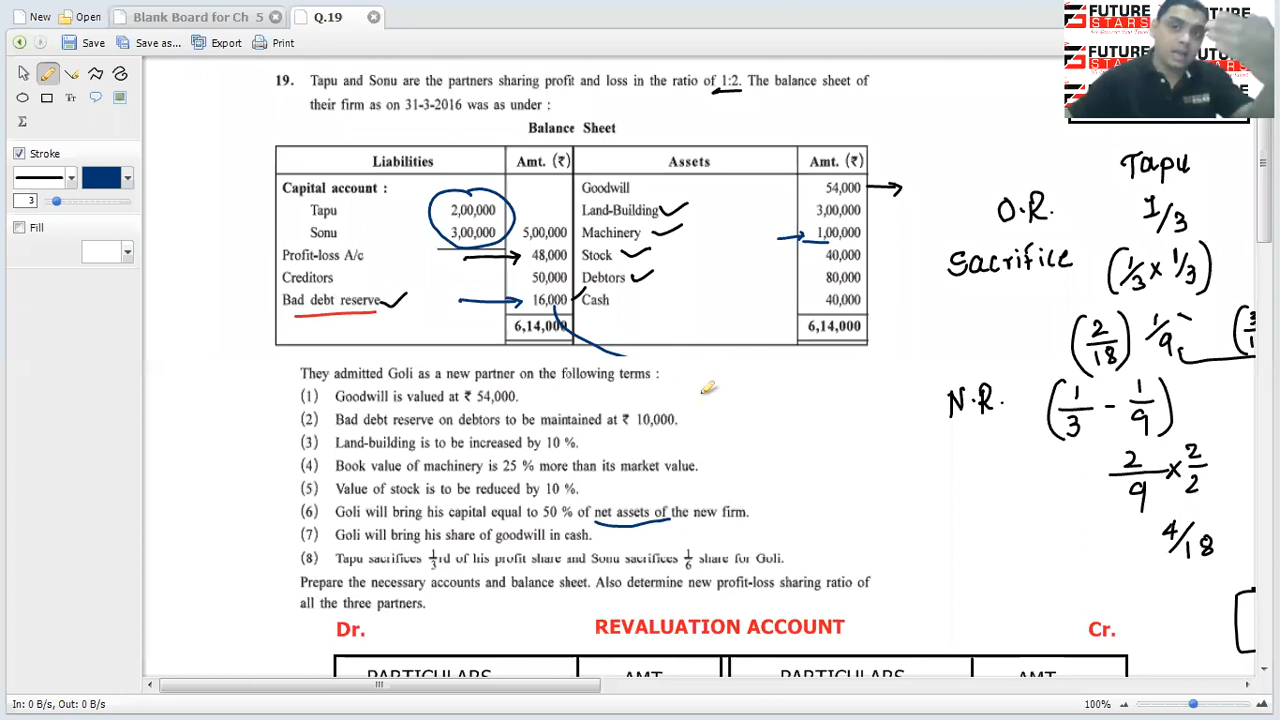 New Open Blank Board for Ch 5 Q.19
Save Save as... Export Print
FUTURE STARS
FUTURE
FUTURE
Stroke
3
Fill
19. Tapu and Sonu are the partners sharing profit and loss in the ratio of 1:2. The balance sheet of
their firm as on 31-3-2016 was as under :
Balance Sheet
Liabilities Amt. (₹) Assets Amt. (₹)
Capital account : Goodwill 54,000
Tapu 2,00,000 Land-Building 3,00,000
Sonu 3,00,000 5,00,000 Machinery 1,00,000
Profit-loss A/c 48,000 Stock 40,000
Creditors 50,000 Debtors 80,000
Bad debt reserve 16,000 Cash 40,000
6,14,000 6,14,000
They admitted Goli as a new partner on the following terms :
(1) Goodwill is valued at ₹ 54,000.
(2) Bad debt reserve on debtors to be maintained at ₹ 10,000.
(3) Land-building is to be increased by 10 %.
(4) Book value of machinery is 25 % more than its market value.
(5) Value of stock is to be reduced by 10 %.
(6) Goli will bring his capital equal to 50 % of net assets of the new firm.
(7) Goli will bring his share of goodwill in cash.
(8) Tapu sacrifices 1/3rd of his profit share and Sonu sacrifices 1/6 share for Goli.
Prepare the necessary accounts and balance sheet. Also determine new profit-loss sharing ratio of
all the three partners.
Dr. REVALUATION ACCOUNT Cr.
PARTICULARS AMT PARTICULARS AMT
Tapu
O.R. 1/3
Sacrifice (1/3 x 1/3)
(2/18) 1/9
N.R. (1/3 - 1/9)
2/9 x 2/2
4/18
In: 0 B/s, Out: 0 B/s 100%